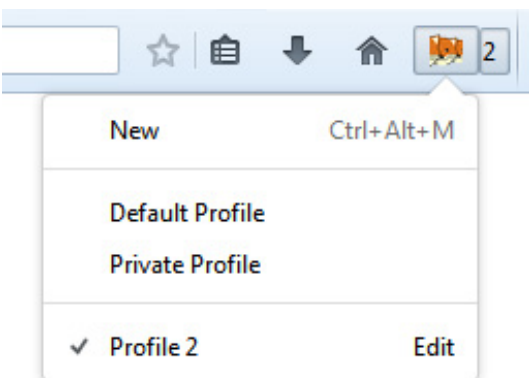 2
New Ctrl+Alt+M
Default Profile
Private Profile
Profile 2 Edit